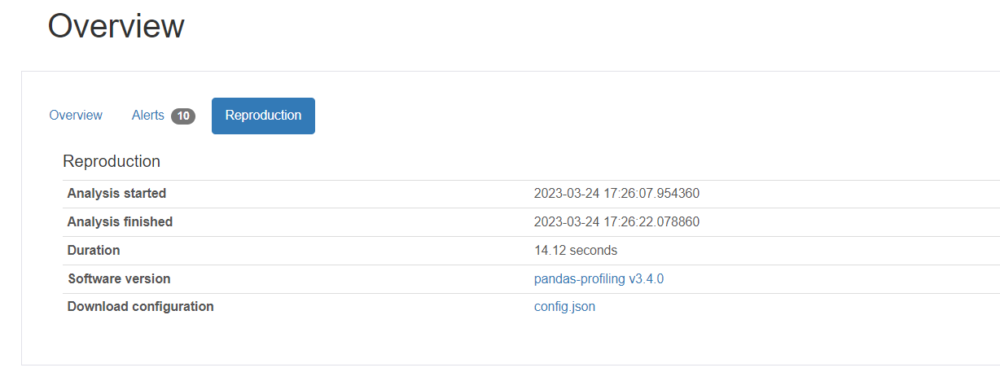 Overview
Overview Alerts 10 Reproduction
Reproduction
Analysis started 2023-03-24 17:26:07.954360
Analysis finished 2023-03-24 17:26:22.078860
Duration 14.12 seconds
Software version pandas-profiling v3.4.0
Download configuration config.json